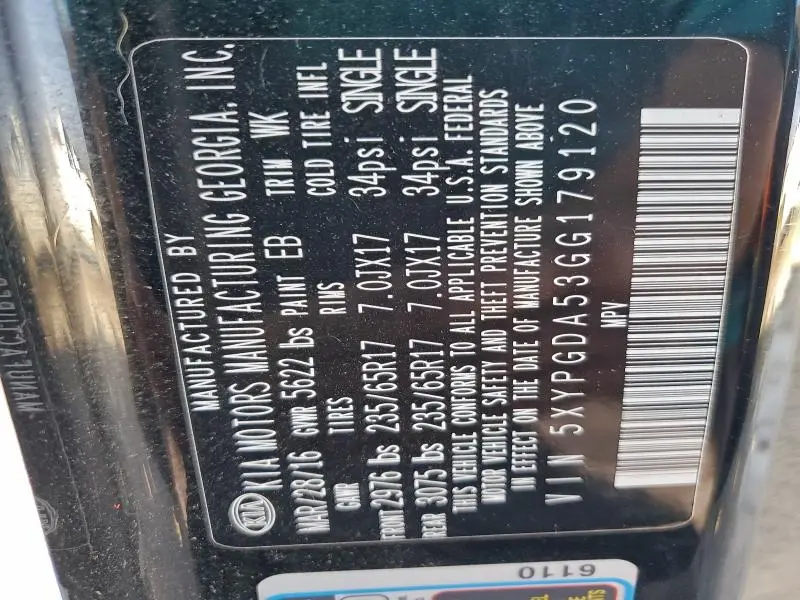 MANUFACTURED BY
KIA KIA MOTORS MANUFACTURING GEORGIA, INC.
MAR/28/16 GVWR 5622 lbs PAINT EB TRIM WK
GAWR TIRES RIMS COLD TIRE INFL
FRONT 2976 lbs 235/65R17 7.0JX17 34psi SINGLE
REAR 3075 lbs 235/65R17 7.0JX17 34psi SINGLE
THIS VEHICLE CONFORMS TO ALL APPLICABLE U.S.A. FEDERAL
MOTOR VEHICLE SAFETY AND THEFT PREVENTION STANDARDS
IN EFFECT ON THE DATE OF MANUFACTURE SHOWN ABOVE
VIN 5XYPGDA53GG179120
MPV
6110